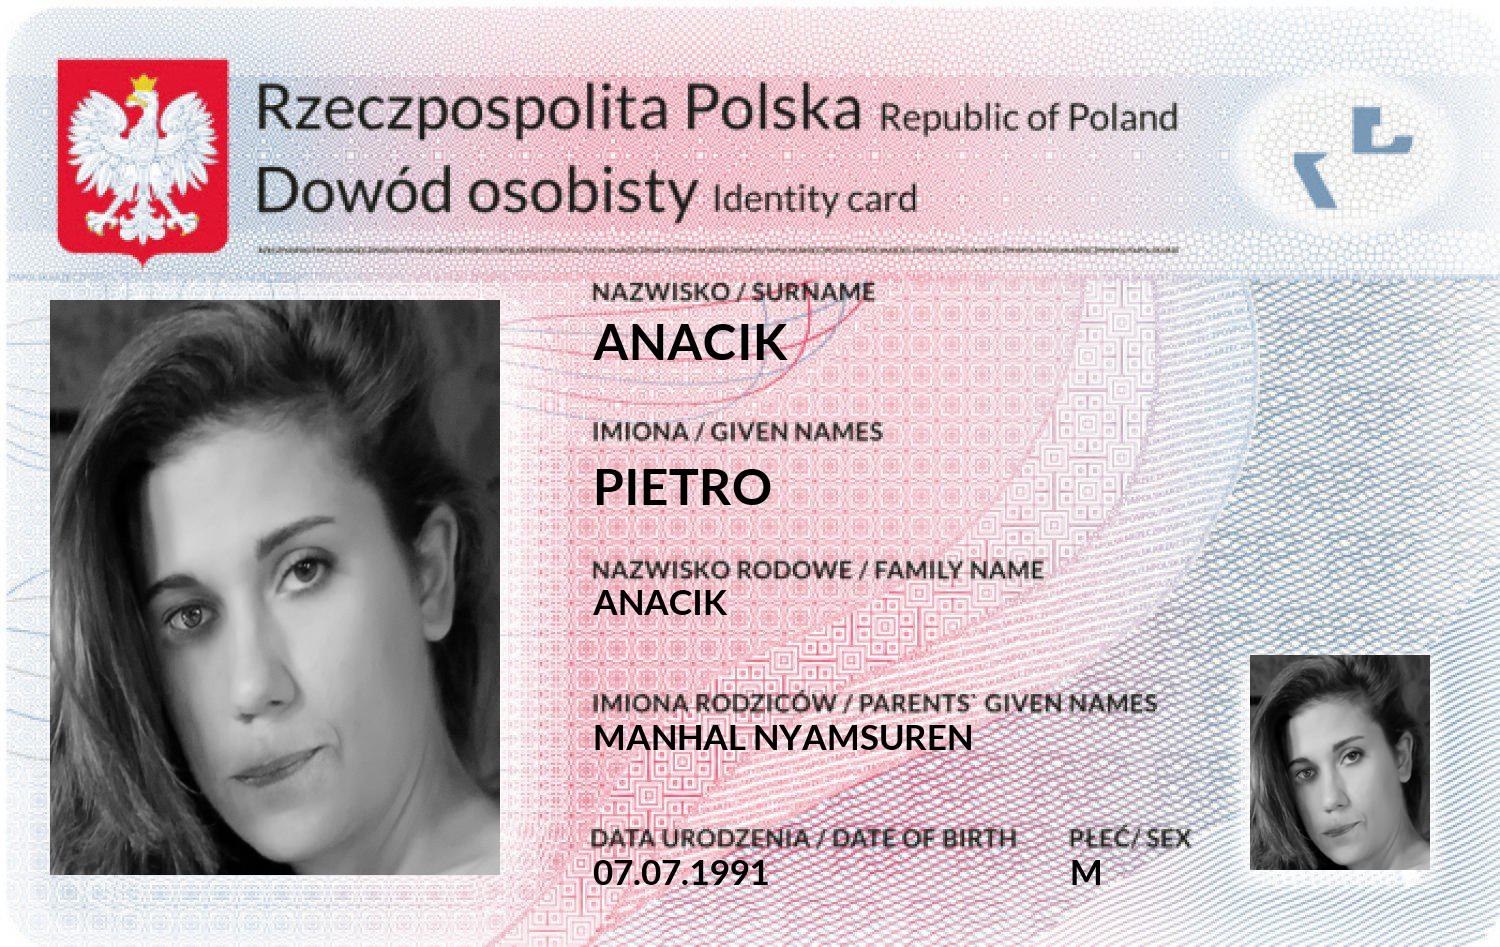 Rzeczpospolita Polska Republic of Poland
Dowód osobisty Identity card
NAZWISKO / SURNAME
ANACIK
IMIONA / GIVEN NAMES
PIETRO
NAZWISKO RODOWE / FAMILY NAME
ANACIK
IMIONA RODZICÓW / PARENTS` GIVEN NAMES
MANHAL NYAMSUREN
DATA URODZENIA / DATE OF BIRTH PŁEĆ/ SEX
07.07.1991 M